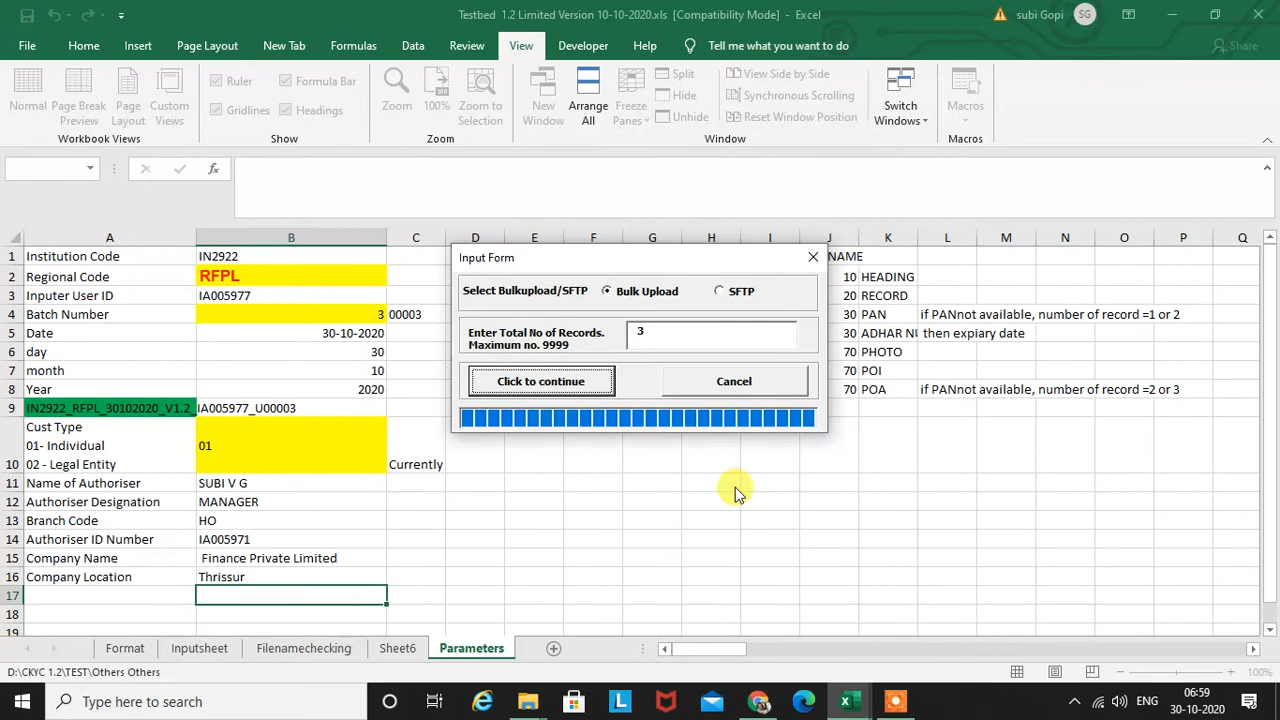 Testbed 1.2 Limited Version 10-10-2020.xls [Compatibility Mode] - Excel
subi Gopi
SG
File Home Insert Page Layout New Tab Formulas Data Review View Developer Help Tell me what you want to do Share
Normal
Page Break Preview
Page Layout
Custom Views
Workbook Views
Ruler
Formula Bar
Gridlines
Headings
Show
Zoom
100%
Zoom to Selection
Zoom
New Window
Arrange All
Freeze Panes
Split
Hide
Unhide
View Side by Side
Synchronous Scrolling
Reset Window Position
Window
Switch Windows
Macros
Macros
fx
A B C D E F G H I J K L M N O P Q
1 Institution Code IN2922 NAME
2 Regional Code RFPL 10 HEADING
3 Inputer User ID IA005977 20 RECORD
4 Batch Number 3 00003 30 PAN if PANnot available, number of record =1 or 2
5 Date 30-10-2020 30 ADHAR NU then expiary date
6 day 30 70 PHOTO
7 month 10 70 POI
8 Year 2020 70 POA if PANnot available, number of record =2 or 3
9 IN2922_RFPL_30102020_V1.2_IA005977_U00003
Cust Type
01- Individual 01
10 02 - Legal Entity Currently
11 Name of Authoriser SUBI V G
12 Authoriser Designation MANAGER
13 Branch Code HO
14 Authoriser ID Number IA005971
15 Company Name Finance Private Limited
16 Company Location Thrissur
17
18
19
Input Form
Select Bulkupload/SFTP Bulk Upload SFTP
Enter Total No of Records.
Maximum no. 9999
3
Click to continue Cancel
Format Inputsheet Filenamechecking Sheet6 Parameters
D:\CKYC 1.2\TEST\Others Others
100%
Type here to search
ENG
06:59
30-10-2020